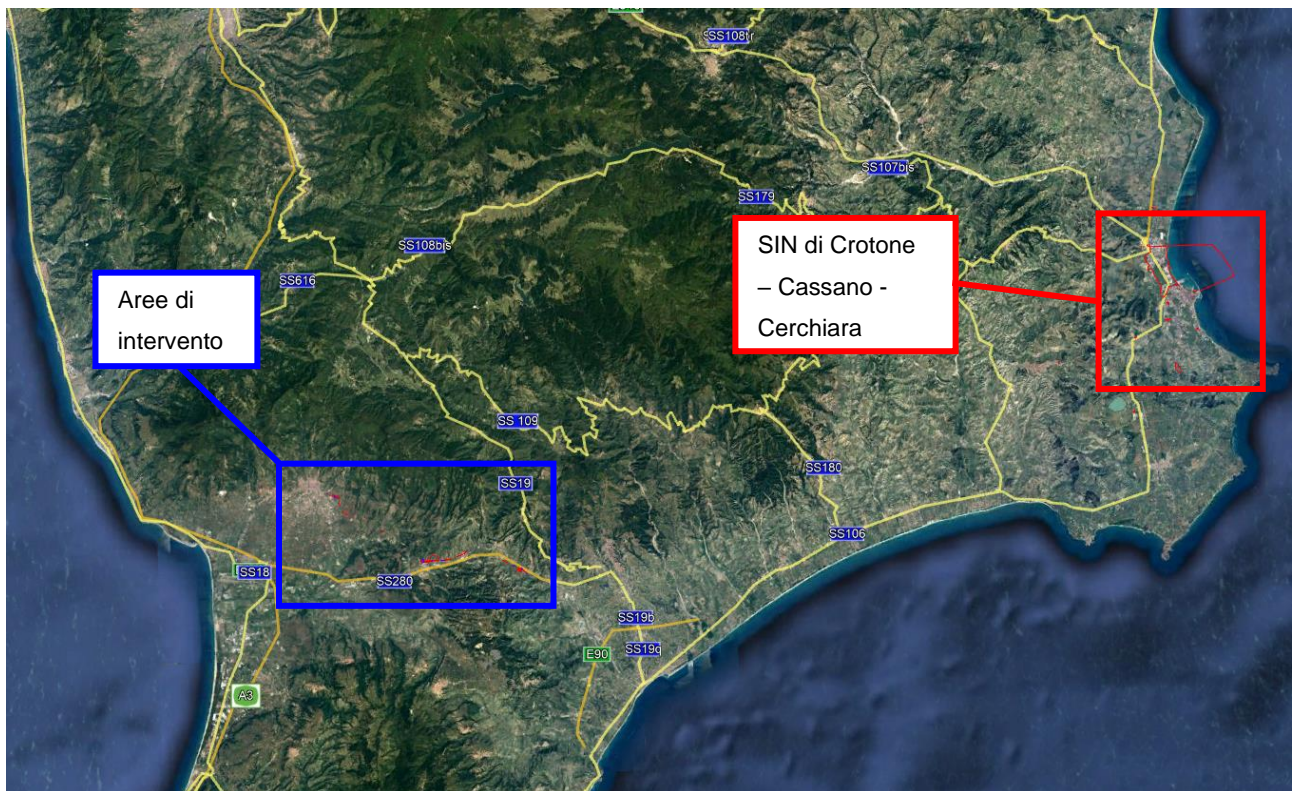 SS108tr
SS107bis
SS179
SIN di Crotone
– Cassano -
Cerchiara
SS108bis
SS616
Aree di
intervento
SS 109
SS180
SS19
SS106
SS18
SS280
SS19b
E90
SS19q
A3